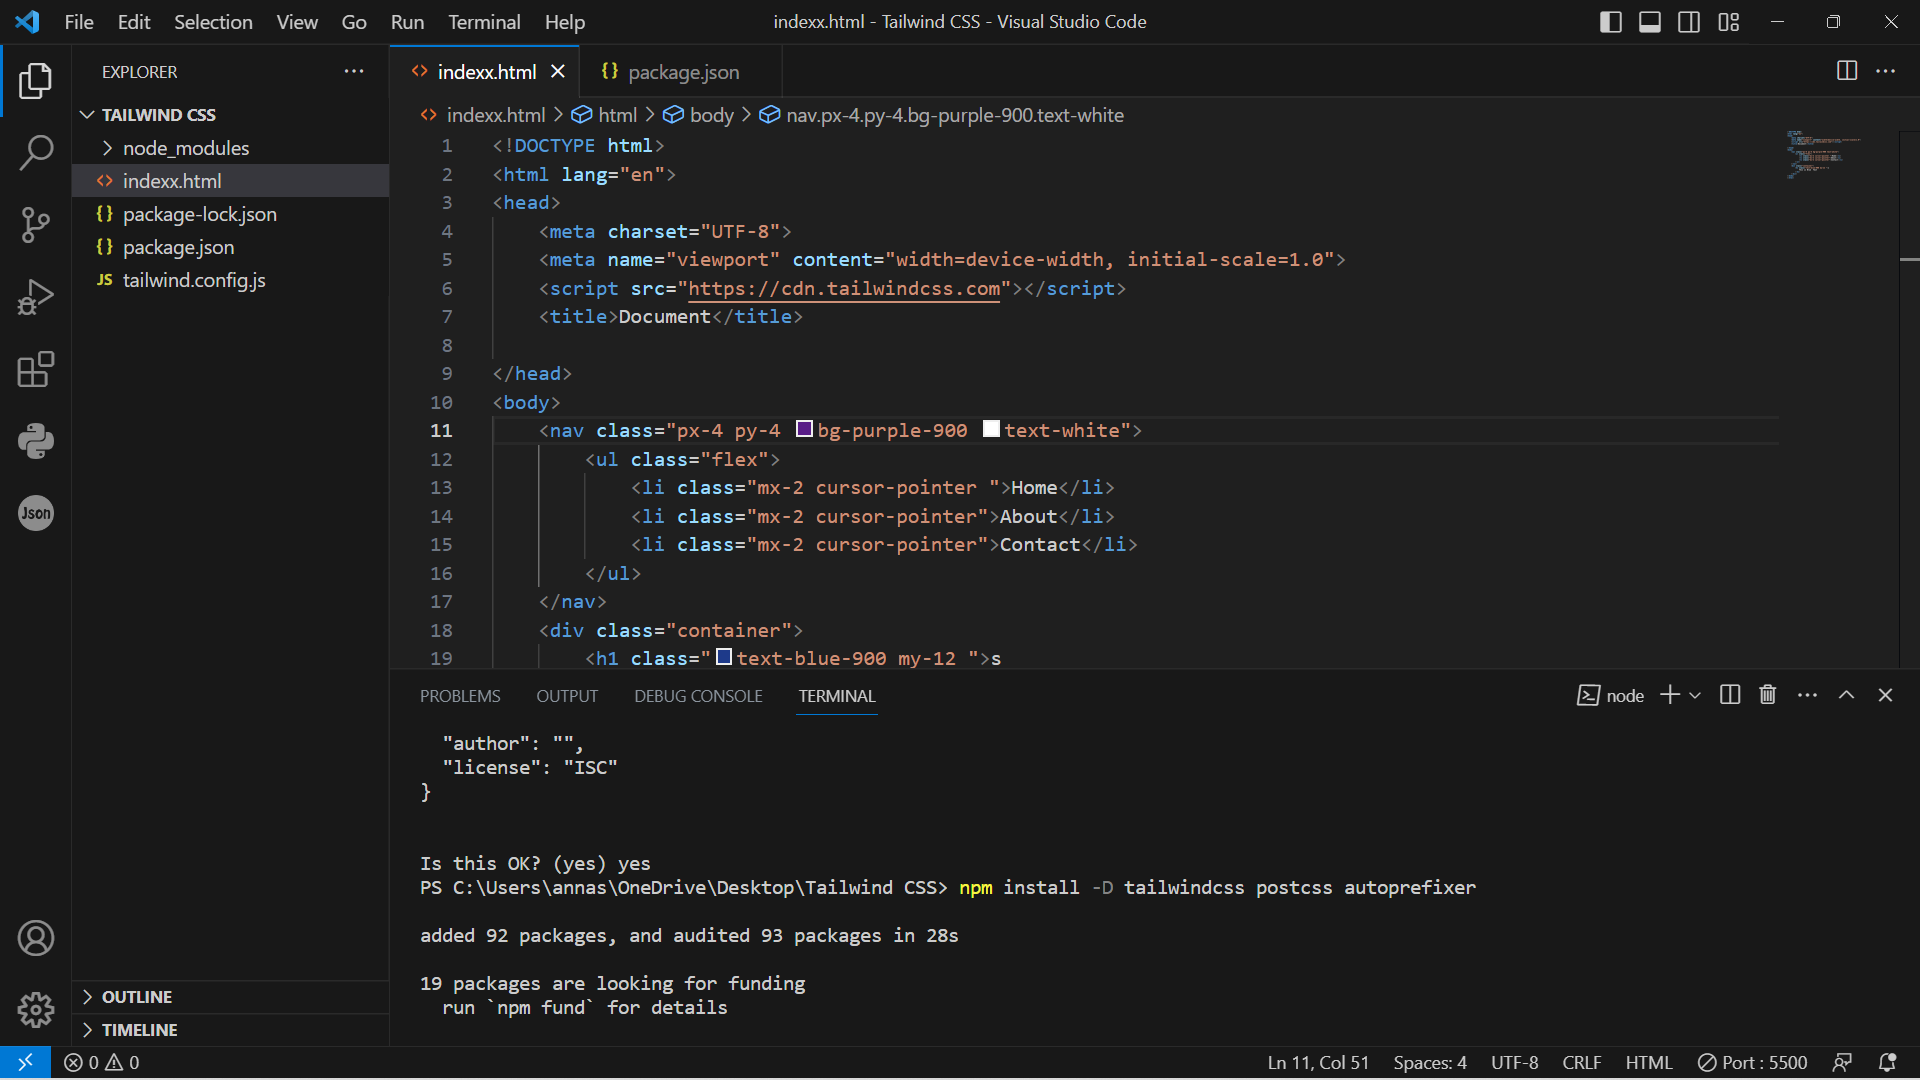 File Edit Selection View Go Run Terminal Help
indexx.html - Tailwind CSS - Visual Studio Code
EXPLORER
TAILWIND CSS
node_modules
indexx.html
package-lock.json
package.json
JS tailwind.config.js
OUTLINE
TIMELINE
Json
indexx.html
package.json
indexx.html > html > body > nav.px-4.py-4.bg-purple-900.text-white
1 <!DOCTYPE html>
2 <html lang="en">
3 <head>
4 <meta charset="UTF-8">
5 <meta name="viewport" content="width=device-width, initial-scale=1.0">
6 <script src="https://cdn.tailwindcss.com"></script>
7 <title>Document</title>
8
9 </head>
10 <body>
11 <nav class="px-4 py-4 bg-purple-900 text-white">
12 <ul class="flex">
13 <li class="mx-2 cursor-pointer ">Home</li>
14 <li class="mx-2 cursor-pointer">About</li>
15 <li class="mx-2 cursor-pointer">Contact</li>
16 </ul>
17 </nav>
18 <div class="container">
19 <h1 class="text-blue-900 my-12 ">s
PROBLEMS OUTPUT DEBUG CONSOLE TERMINAL
node
"author": "",
"license": "ISC"
}
Is this OK? (yes) yes
PS C:\Users\annas\OneDrive\Desktop\Tailwind CSS> npm install -D tailwindcss postcss autoprefixer
added 92 packages, and audited 93 packages in 28s
19 packages are looking for funding
run `npm fund` for details
0 0
Ln 11, Col 51 Spaces: 4 UTF-8 CRLF HTML Port : 5500